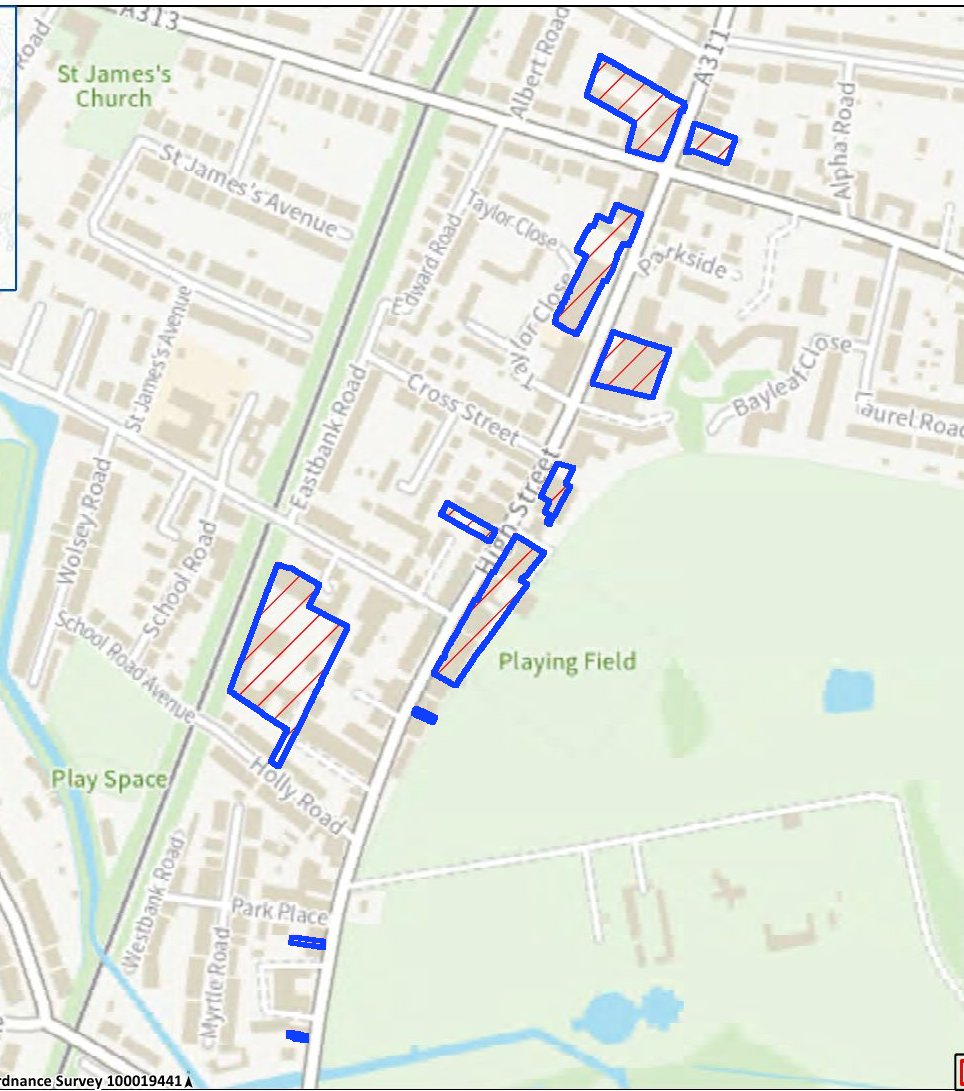 A313
Road
St James's
Church
Albert Road
A311
Alpha Road
St James's Avenue
Taylor Close
Edward Road
Parkside
Taylor Close
St James's Avenue
Bayleaf Close
Laurel Road
Cross Street
Eastbank Road
High Street
Wolsey Road
School Road
School Road Avenue
Playing Field
Play Space
Holly Road
Westbank Road
Park Place
Myrtle Road
rdnance Survey 100019441